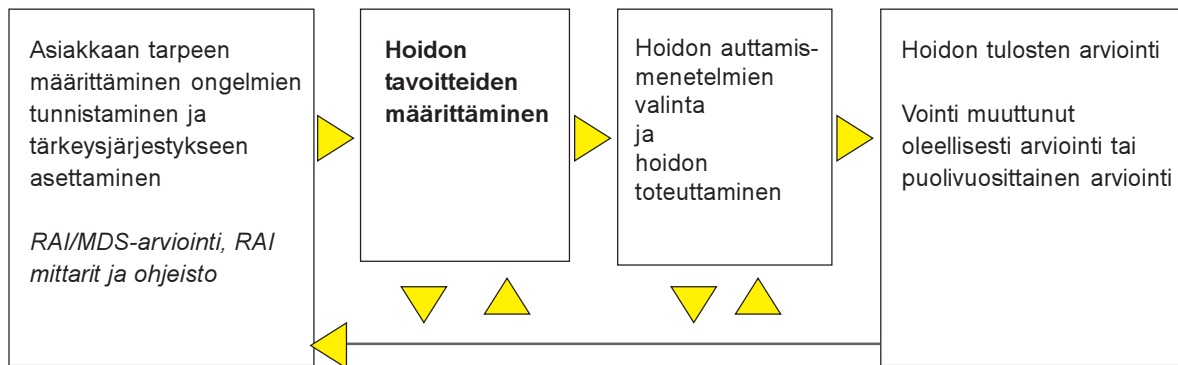 Asiakkaan tarpeen
määrittäminen ongelmien
tunnistaminen ja
tärkeysjärjestykseen
asettaminen
RAI/MDS-arviointi, RAI
mittarit ja ohjeisto
Hoidon
tavoitteiden
määrittäminen
Hoidon auttamis-
menetelmien
valinta
ja
hoidon
toteuttaminen
Hoidon tulosten arviointi
Vointi muuttunut
oleellisesti arviointi tai
puolivuosittainen arviointi